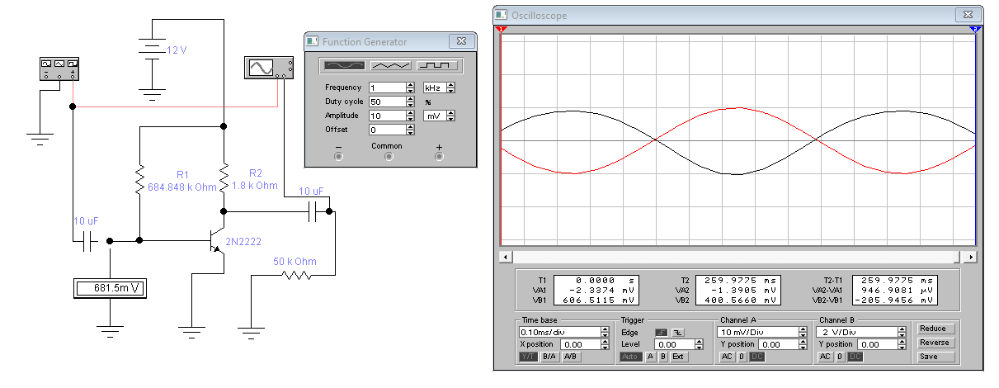 12 V
R1
684.848 k Ohm
R2
1.8 k Ohm
10 uF
10 uF
2N2222
50 k Ohm
681.5mV
Function Generator
Frequency 1 kHz
Duty cycle 50 %
Amplitude 10 mV
Offset 0
− Common +
Oscilloscope
1 2
T1 0.0000 s
VA1 -2.3374 mV
VB1 606.5115 mV
T2 259.9775 ms
VA2 -1.3905 mV
VB2 400.5660 mV
T2-T1 259.9775 ms
VA2-VA1 946.9081 µV
VB2-VB1 -205.9456 mV
Time base
0.10ms/div
X position 0.00
Y/T B/A A/B
Trigger
Edge
Level 0.00
Auto A B Ext
Channel A
10 mV/Div
Y position 0.00
AC 0 DC
Channel B
2 V/Div
Y position 0.00
AC 0 DC
Reduce
Reverse
Save